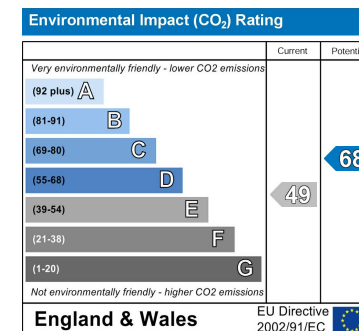 Environmental Impact (CO₂) Rating
Current
Very environmentally friendly - lower CO2 emissions
(92 plus) A
(81-91) B
(69-80) C
68
(55-68) D
49
(39-54) E
(21-38) F
(1-20) G
Not environmentally friendly - higher CO2 emissions
England & Wales
EU Directive
2002/91/EC